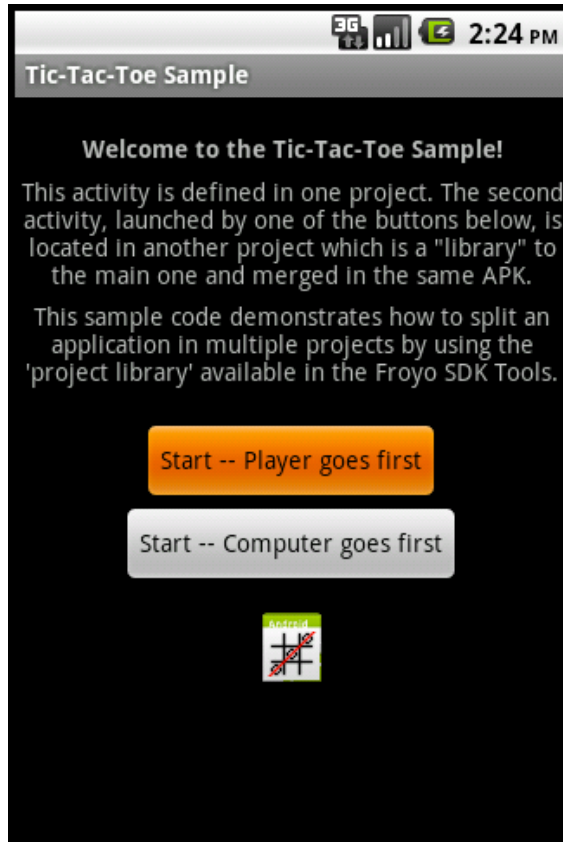 3G 2:24 PM
Tic-Tac-Toe Sample
Welcome to the Tic-Tac-Toe Sample!
This activity is defined in one project. The second
activity, launched by one of the buttons below, is
located in another project which is a "library" to
the main one and merged in the same APK.
This sample code demonstrates how to split an
application in multiple projects by using the
'project library' available in the Froyo SDK Tools.
Start -- Player goes first
Start -- Computer goes first
Android